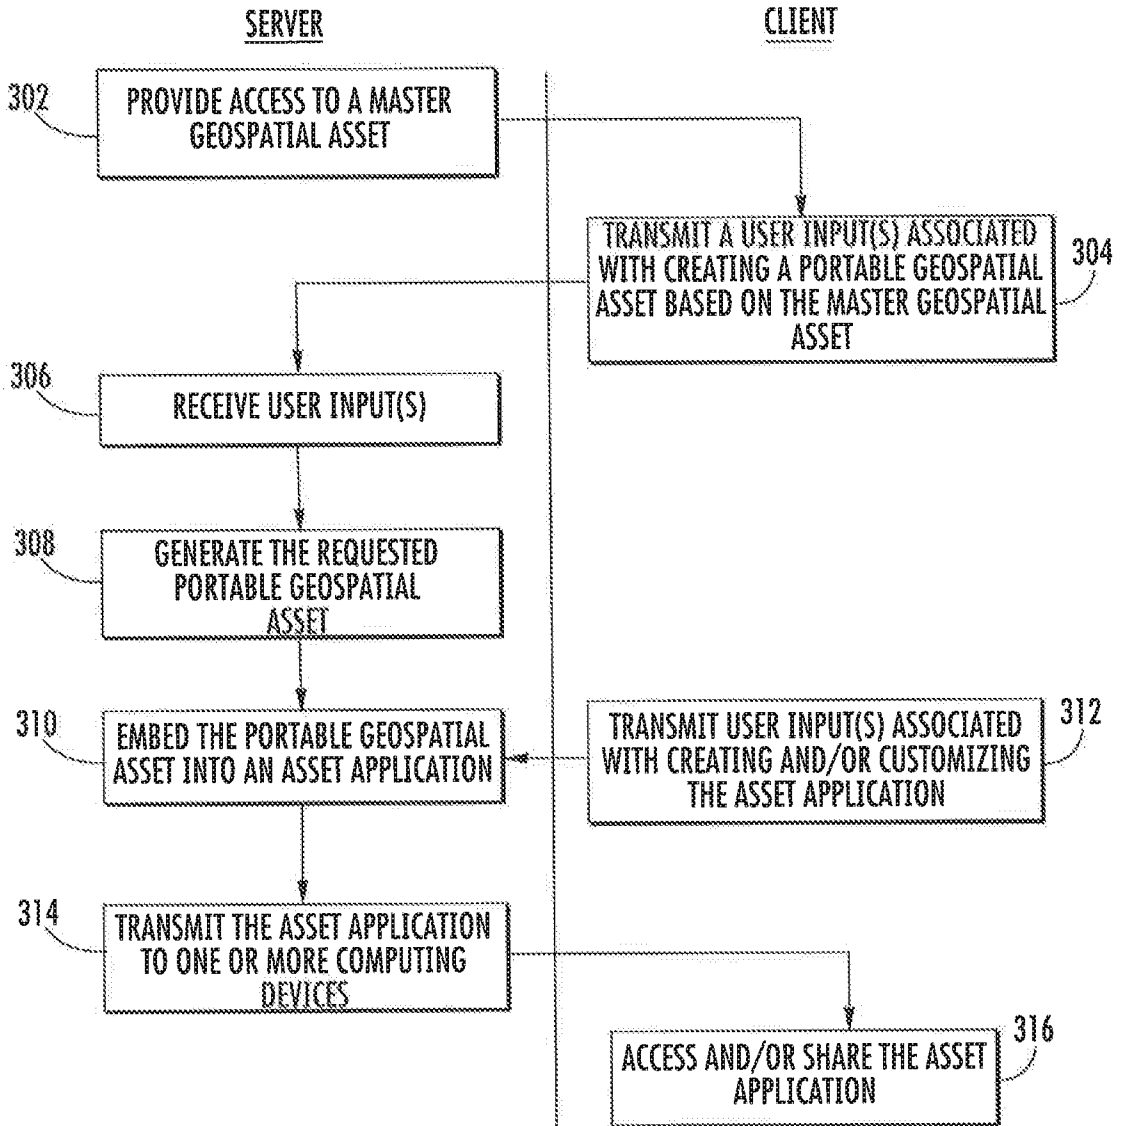 SERVER
CLIENT
302
PROVIDE ACCESS TO A MASTER
GEOSPATIAL ASSET
TRANSMIT A USER INPUT(S) ASSOCIATED
WITH CREATING A PORTABLE GEOSPATIAL
ASSET BASED ON THE MASTER GEOSPATIAL
ASSET
304
306
RECEIVE USER INPUT(S)
308
GENERATE THE REQUESTED
PORTABLE GEOSPATIAL
ASSET
310
EMBED THE PORTABLE GEOSPATIAL
ASSET INTO AN ASSET APPLICATION
TRANSMIT USER INPUT(S) ASSOCIATED
WITH CREATING AND/OR CUSTOMIZING
THE ASSET APPLICATION
312
314
TRANSMIT THE ASSET APPLICATION
TO ONE OR MORE COMPUTING
DEVICES
ACCESS AND/OR SHARE THE ASSET
APPLICATION
316